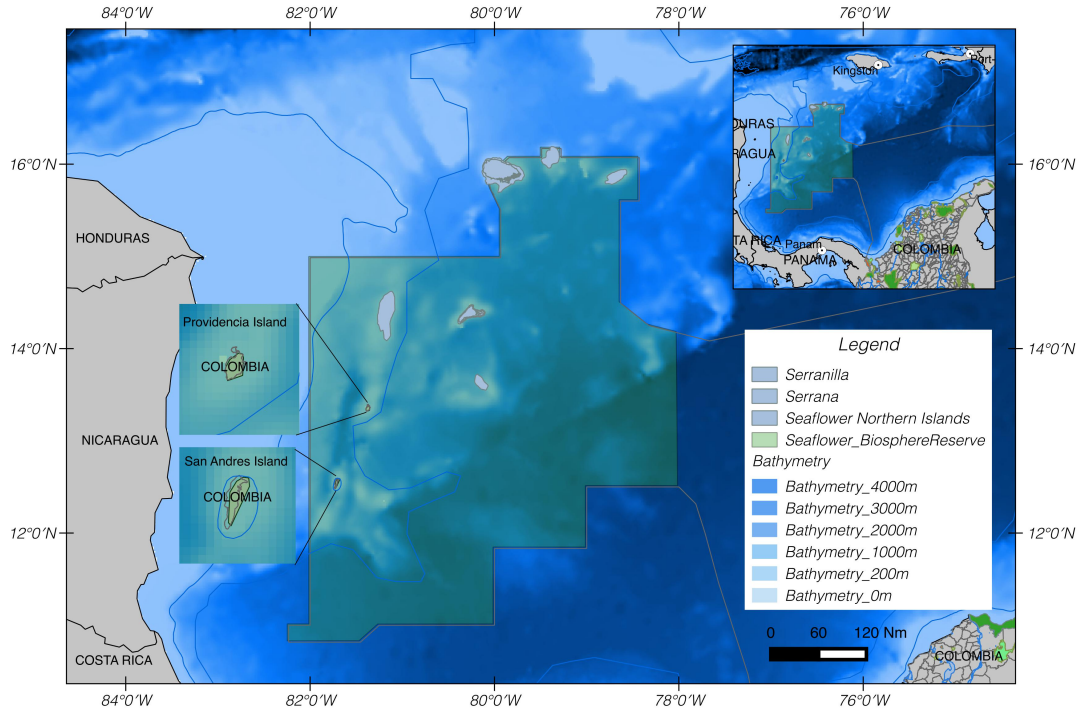 84°0'W 82°0'W 80°0'W 78°0'W 76°0'W
Kingston
Port-
DURAS
RAGUA
TA RICA
Panam
PANAMA
COLOMBIA
16°0'N
16°0'N
HONDURAS
Providencia Island
COLOMBIA
14°0'N
14°0'N
Legend
Serranilla
Serrana
Seaflower Northern Islands
Seaflower_BiosphereReserve
Bathymetry
Bathymetry_4000m
Bathymetry_3000m
Bathymetry_2000m
Bathymetry_1000m
Bathymetry_200m
Bathymetry_0m
NICARAGUA
San Andres Island
COLOMBIA
12°0'N
12°0'N
0 60 120 Nm
COSTA RICA
COLOMBIA
84°0'W 82°0'W 80°0'W 78°0'W 76°0'W